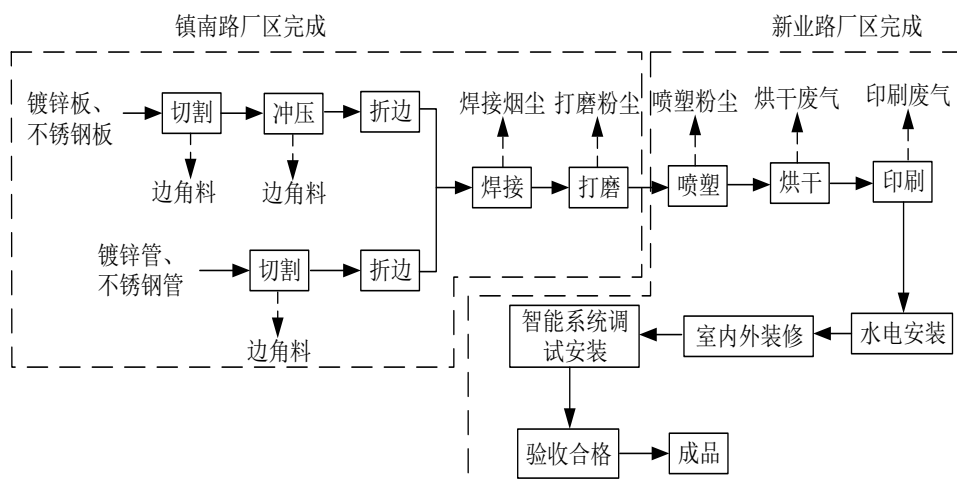 镇南路厂区完成
新业路厂区完成
镀锌板、
不锈钢板
切割
冲压
折边
边角料
边角料
焊接烟尘
打磨粉尘
喷塑粉尘
烘干废气
印刷废气
焊接
打磨
喷塑
烘干
印刷
镀锌管、
不锈钢管
切割
折边
边角料
智能系统调
试安装
室内外装修
水电安装
验收合格
成品